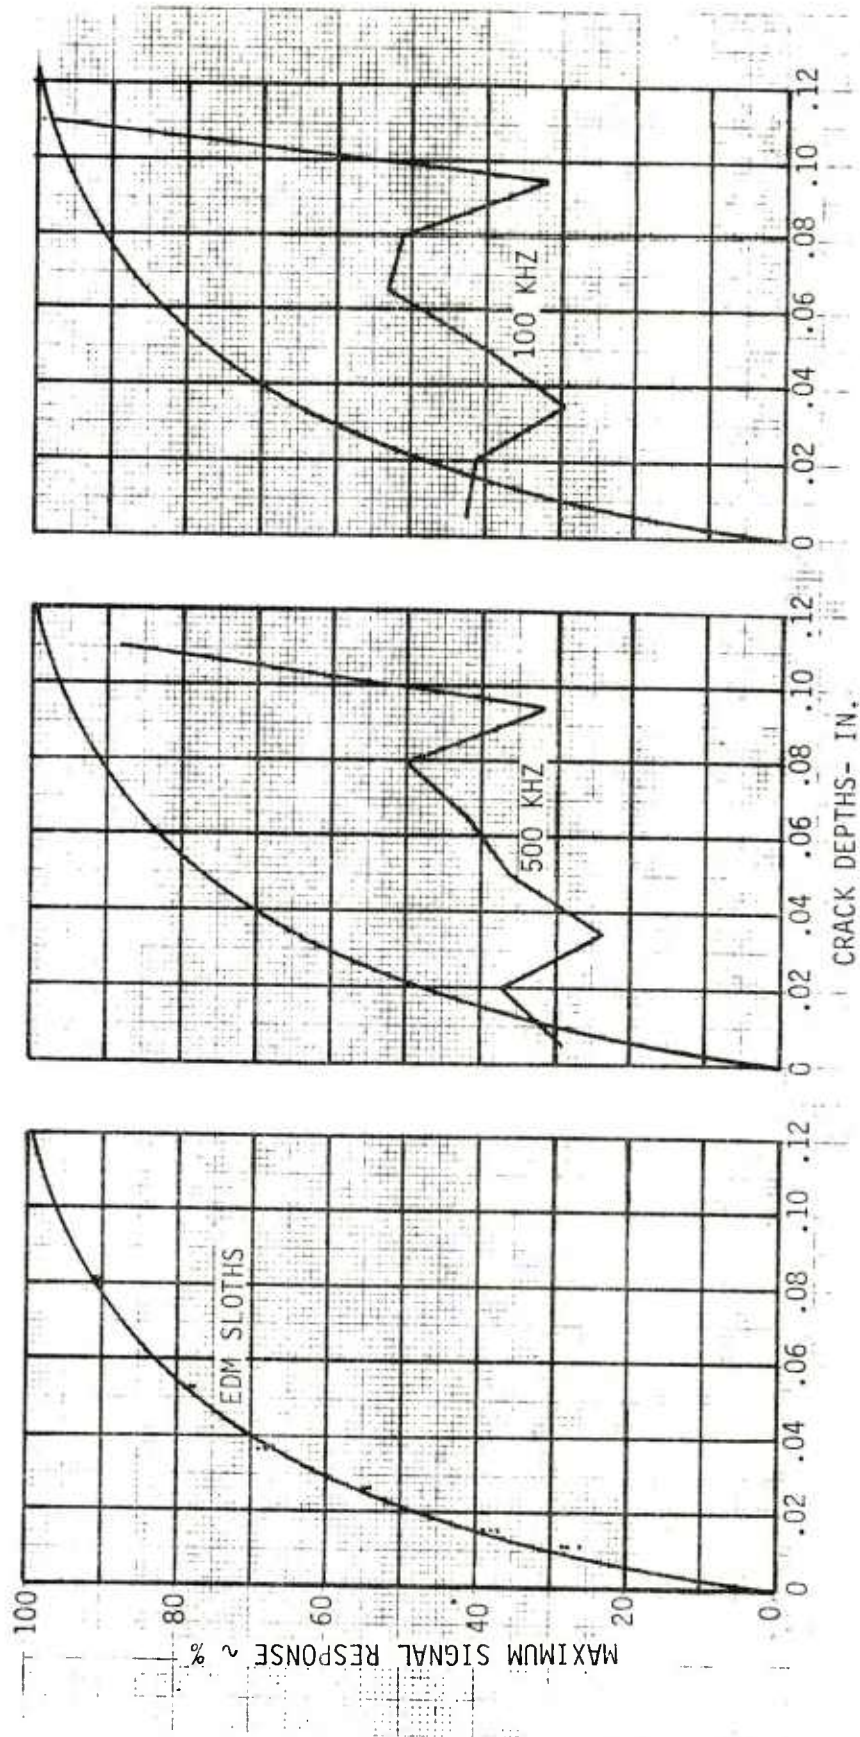 MAXIMUM SIGNAL RESPONSE ~ %
100
80
60
40
20
0
EDM SLOTHS
0 .02 .04 .06 .08 .10 .12
500 KHZ
0 .02 .04 .06 .08 .10 .12
100 KHZ
0 .02 .04 .06 .08 .10 .12
CRACK DEPTHS- IN.